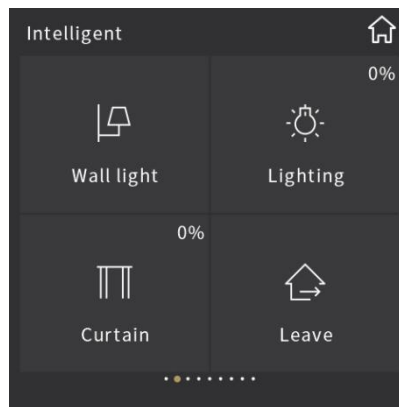 Intelligent
0%
Wall light
Lighting
0%
Curtain
Leave